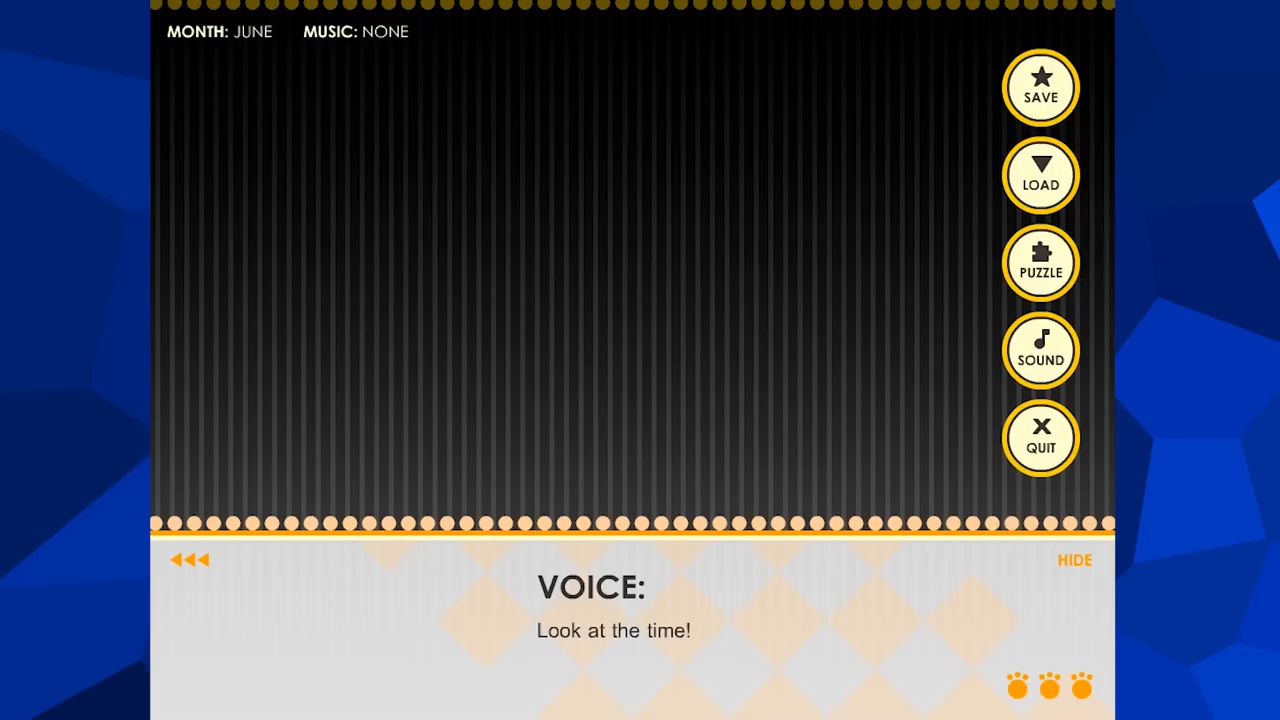 MONTH: JUNE MUSIC: NONE
SAVE
LOAD
PUZZLE
SOUND
QUIT
HIDE
VOICE:
Look at the time!